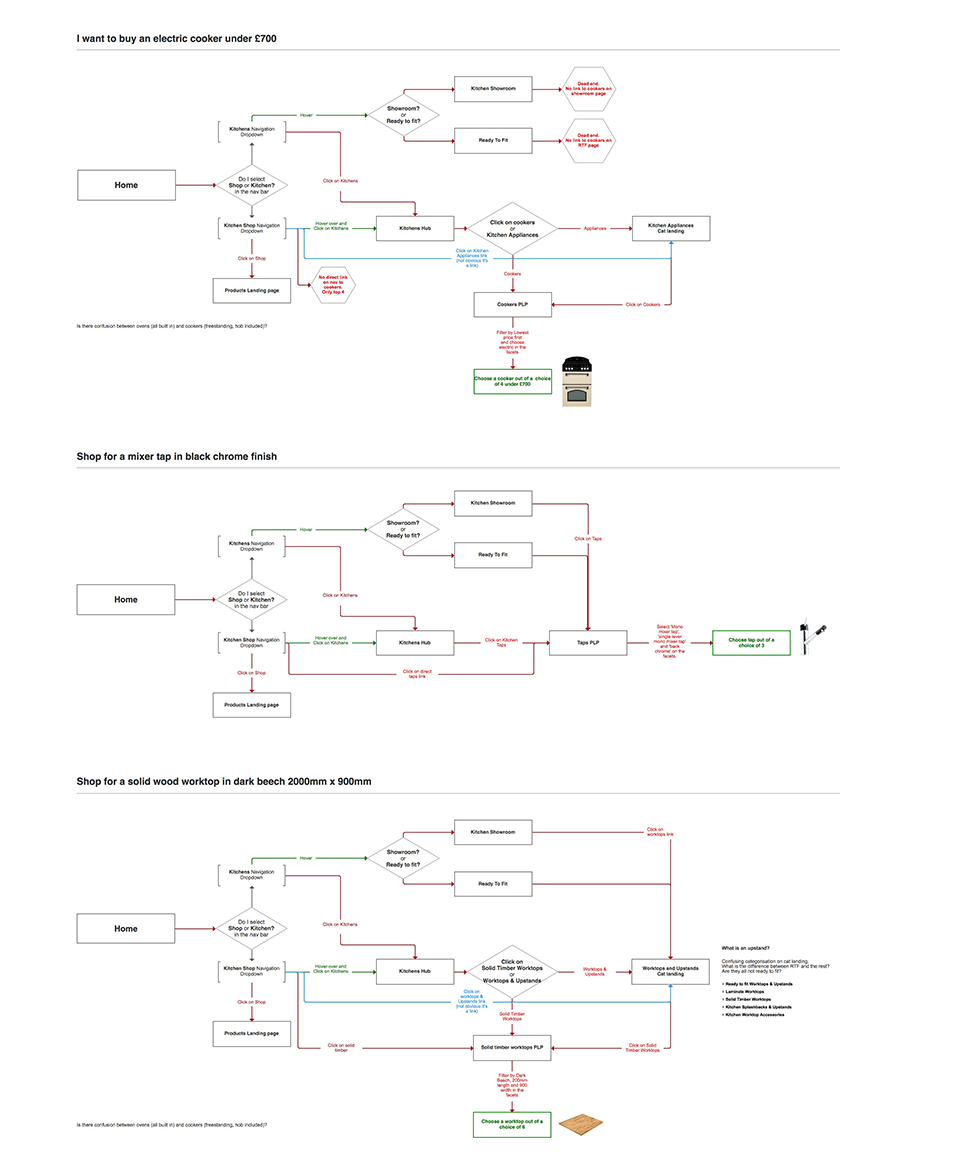 I want to buy an electric cooker under £700
Kitchen Showroom
Dead end.
No link to cookers on
showroom page
Hover
Showroom?
or
Ready to fit?
Kitchens Navigation
Dropdown
Ready To Fit
Dead end.
No link to cookers
on
RTF page
Home
Do I select
Shop or Kitchen?
in the nav bar
Click on Kitchens
Kitchen Shop Navigation
Dropdown
Hover over and
Click on Kitchens
Kitchens Hub
Click on cookers
or
Kitchen Appliances
Appliances
Kitchen Appliances
Cat landing
Click on Shop
Click on Kitchen
Appliances link
(not obvious it's
a link)
No direct link
on nav to
cookers.
Only top 4
Cookers
Products Landing page
Cookers PLP
Click on Cookers
Is there confusion between ovens (all built in) and cookers (freestanding, hob included)?
Filter by Lowest
price first
and choose
electric in the
facets
Choose a cooker out of a choice
of 4 under £700
Shop for a mixer tap in black chrome finish
Kitchen Showroom
Hover
Showroom?
or
Ready to fit?
Click on Taps
Kitchens Navigation
Dropdown
Ready To Fit
Home
Do I select
Shop or Kitchen?
in the nav bar
Click on Kitchens
Kitchen Shop Navigation
Dropdown
Hover over and
Click on Kitchens
Kitchens Hub
Click on Kitchen
Taps
Taps PLP
Select 'Mono
mixer tap',
'single lever
mono mixer tap'
and 'back
chrome' on the
facets.
Choose tap out of a
choice of 3
Click on Shop
Click on direct
taps link
Products Landing page
Shop for a solid wood worktop in dark beech 2000mm x 900mm
Kitchen Showroom
Click on
worktops link
Hover
Showroom?
or
Ready to fit?
Kitchens Navigation
Dropdown
Ready To Fit
Home
Do I select
Shop or Kitchen?
in the nav bar
Click on Kitchens
Kitchen Shop Navigation
Dropdown
Hover over and
Click on Kitchens
Kitchens Hub
Click on
Solid Timber Worktops
or
Worktops & Upstands
Worktops &
Upstands
Worktops and Upstands
Cat landing
What is an upstand?
Confusing categorisation on cat landing.
What is the difference between RTF and the rest?
Are they all not ready to fit?
• Ready to fit Worktops & Upstands
• Laminate Worktops
• Solid Timber Worktops
• Kitchen Splashbacks & Upstands
• Kitchen Worktop Accessories
Click on Shop
Click on
worktops &
Upstands link
(not obvious it's
a link)
Solid Timber
Worktops
Products Landing page
Click on solid
timber
Solid timber worktops PLP
Click on Solid
Timber Worktops
Filter by Dark
Beech, 200mm
length and 900
width in the
facets
Choose a worktop out of a
choice of 6
Is there confusion between ovens (all built in) and cookers (freestanding, hob included)?